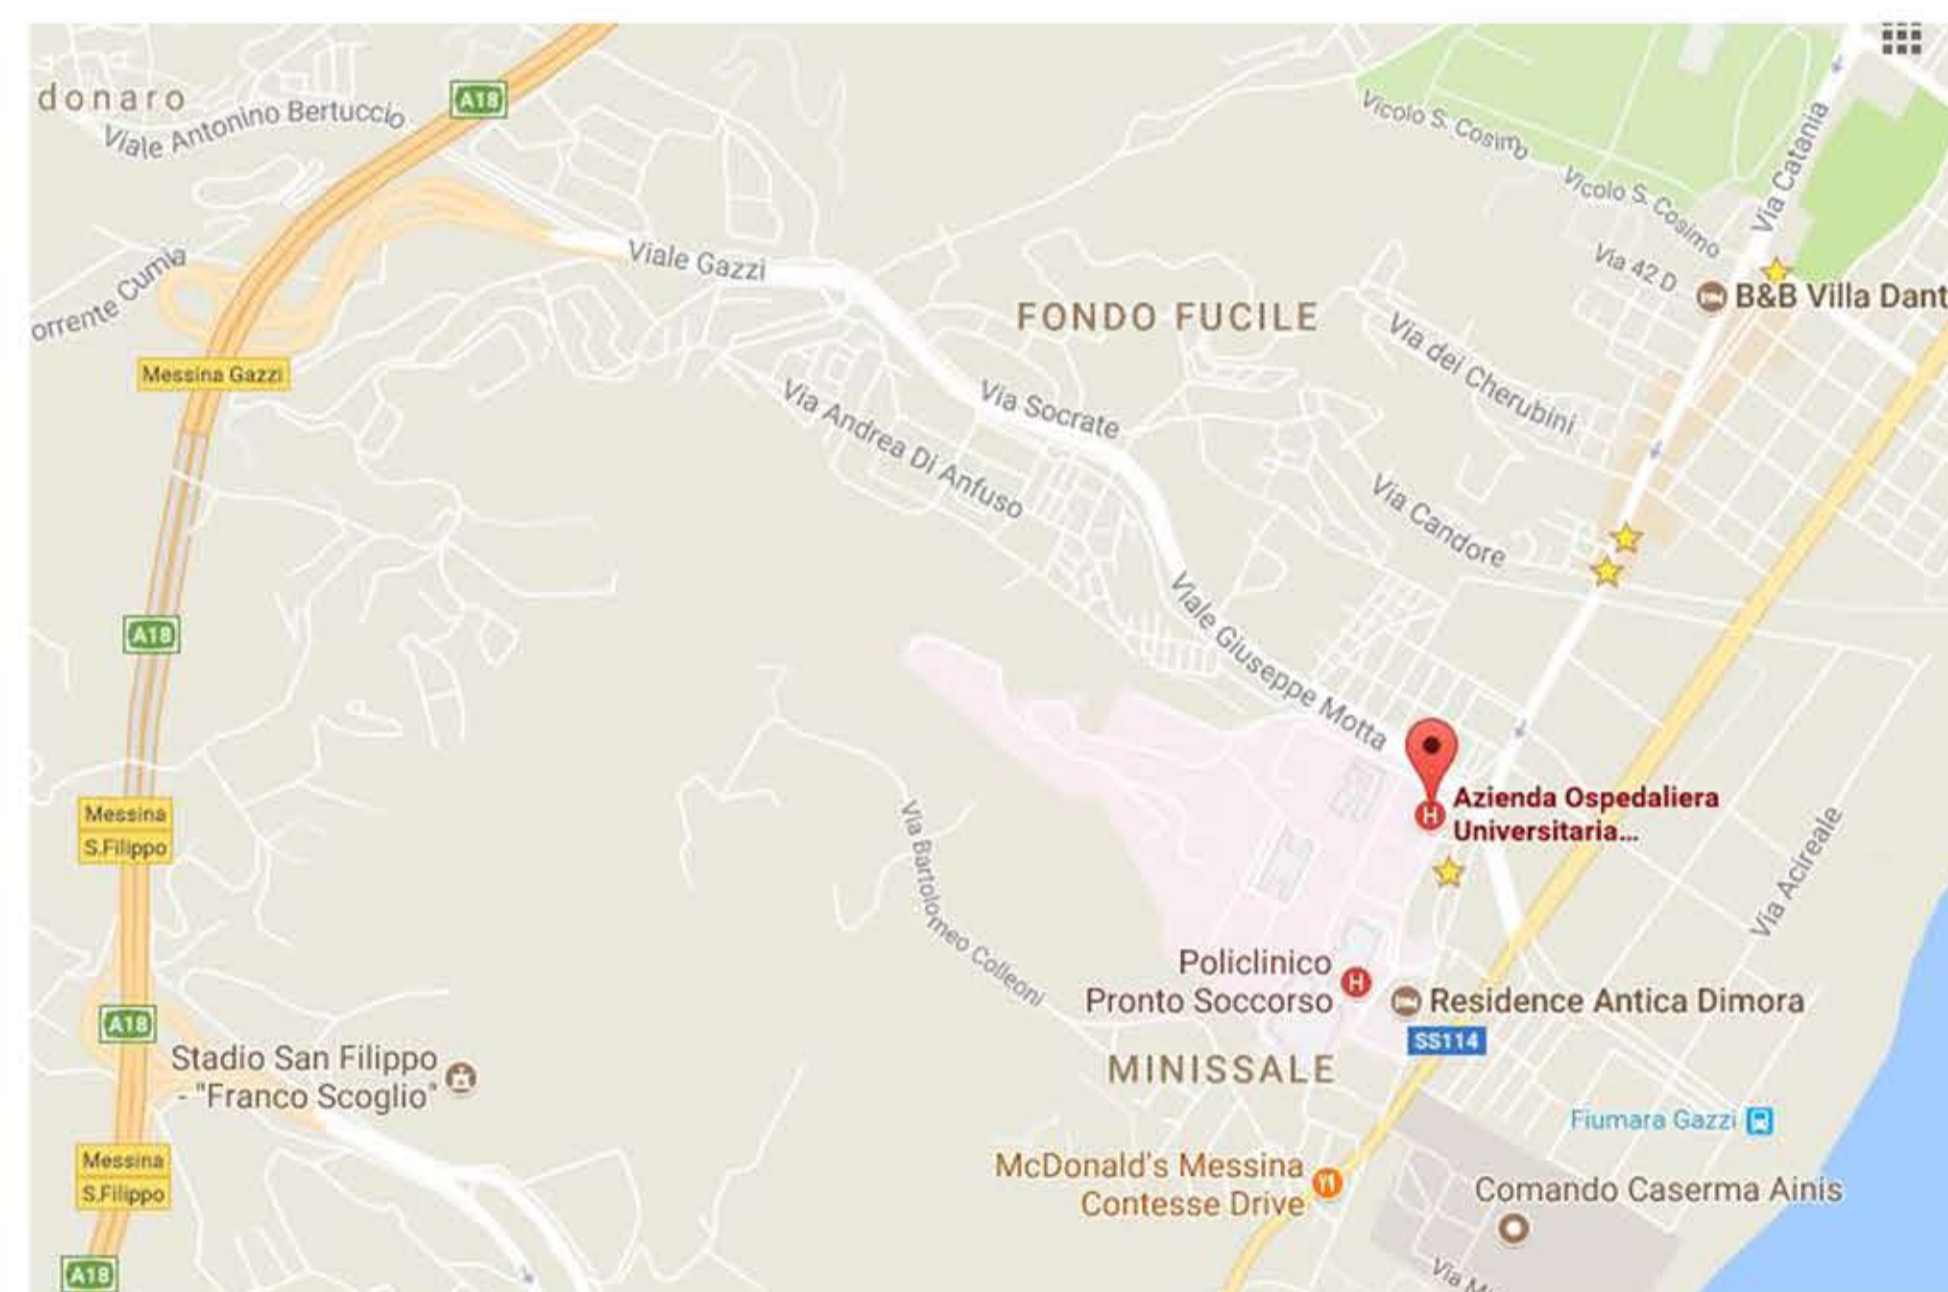 donaro
A18
Viale Antonino Bertuccio
Vicolo S. Cosimo
Via Catania
Vicolo S. Cosimo
Via 42 D
B&B Villa Dant
orrente Cumia
Viale Gazzi
FONDO FUCILE
Messina Gazzi
Via dei Cherubini
Via Socrate
Via Andrea Di Anfuso
Via Candore
A18
Viale Giuseppe Motta
Azienda Ospedaliera
Universitaria...
Messina
S.Filippo
Via Bartolomeo Colleoni
Via Acireale
Policlinico
Pronto Soccorso
H
H
Residence Antica Dimora
A18
SS114
Stadio San Filippo
- "Franco Scoglio"
MINISSALE
Fiumara Gazzi
Messina
S.Filippo
McDonald's Messina
Contesse Drive
Comando Caserma Ainis
A18
Via M